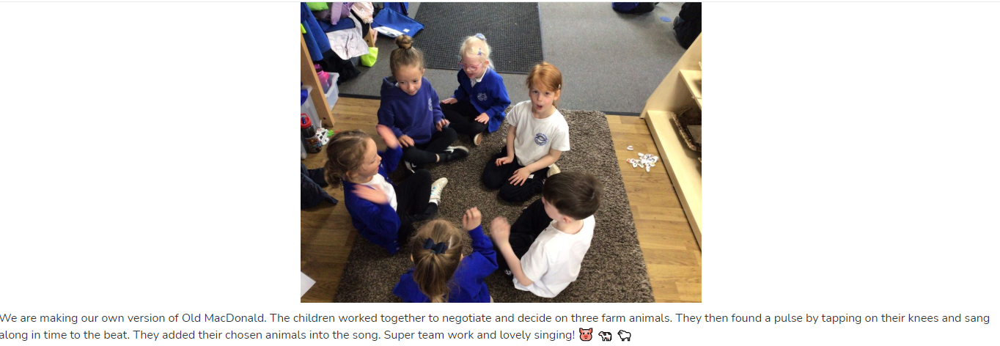 We are making our own version of Old MacDonald. The children worked together to negotiate and decide on three farm animals. They then found a pulse by tapping on their knees and sang
along in time to the beat. They added their chosen animals into the song. Super team work and lovely singing! 🐷 🐄 🐑